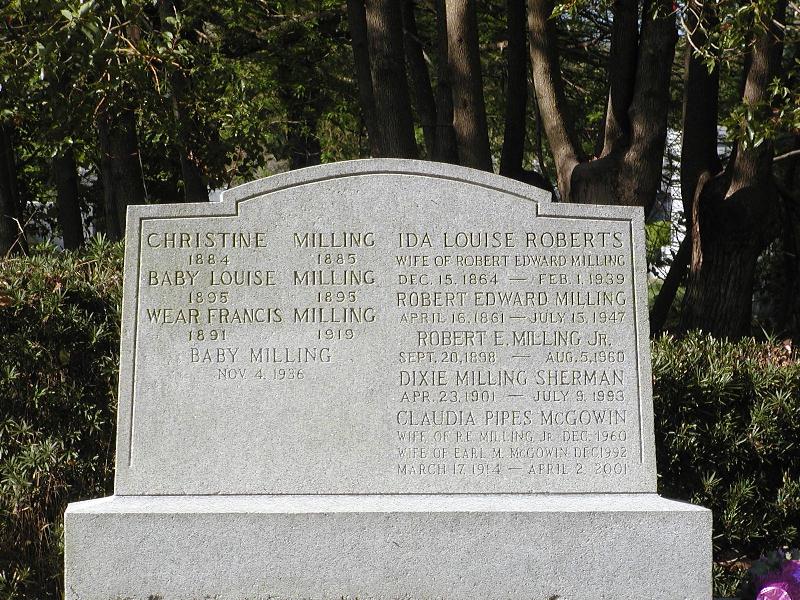 CHRISTINE MILLING
1884 1885
BABY LOUISE MILLING
1895 1895
WEAR FRANCIS MILLING
1891 1919
BABY MILLING
NOV. 4. 1936
IDA LOUISE ROBERTS
WIFE OF ROBERT EDWARD MILLING
DEC. 15. 1864 — FEB. 1. 1939
ROBERT EDWARD MILLING
APRIL 16, 1861 — JULY 15, 1947
ROBERT E. MILLING JR.
SEPT. 20, 1898 — AUG. 5, 1960
DIXIE MILLING SHERMAN
APR. 23, 1901 — JULY 9, 1993
CLAUDIA PIPES McGOWIN
WIFE OF R.E. MILLING, JR. DEC. 1960
WIFE OF EARL M. McGOWIN DEC. 1992
MARCH 17, 1914 — APRIL 2, 2001